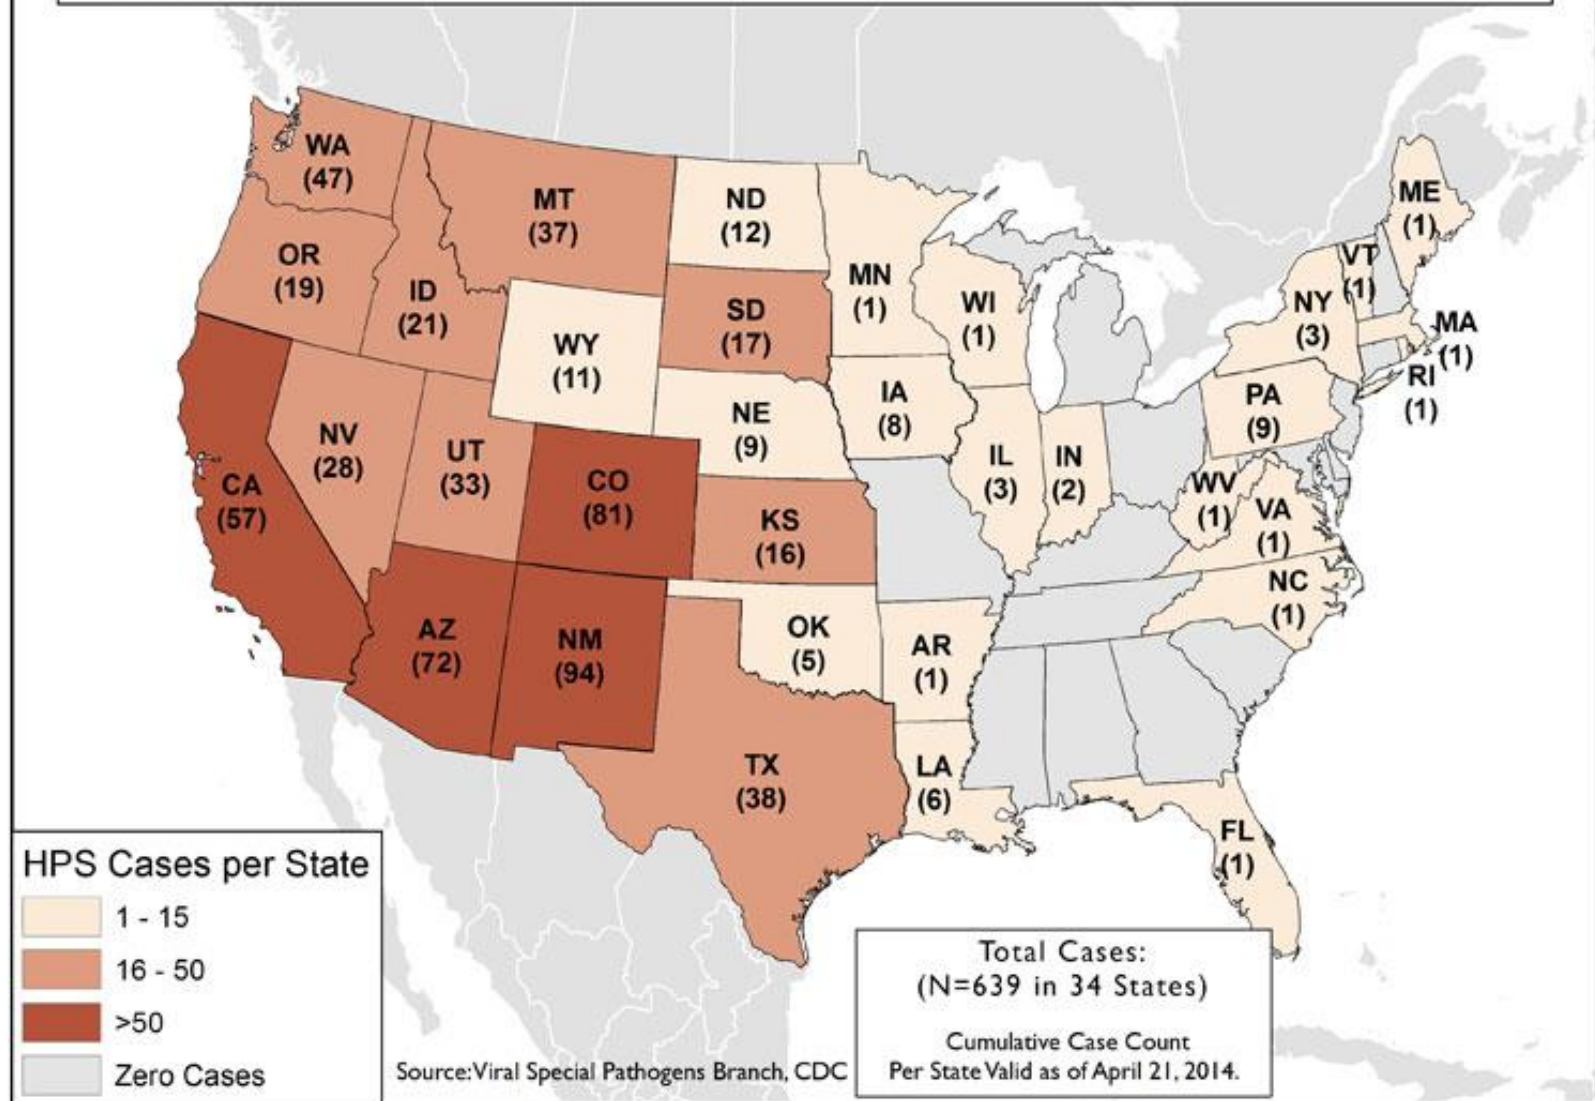 WA
(47)
MT
(37)
ND
(12)
ME
(1)
OR
(19)
ID
(21)
SD
(17)
MN
(1)
WI
(1)
VT
(1)
NY
(3)
MA
(1)
WY
(11)
RI
(1)
NE
(9)
IA
(8)
PA
(9)
NV
(28)
UT
(33)
CO
(81)
IL
(3)
IN
(2)
CA
(57)
WV
(1)
VA
(1)
KS
(16)
NC
(1)
AZ
(72)
NM
(94)
OK
(5)
AR
(1)
TX
(38)
LA
(6)
FL
(1)
HPS Cases per State
1 - 15
16 - 50
>50
Zero Cases
Source:Viral Special Pathogens Branch, CDC
Total Cases:
(N=639 in 34 States)
Cumulative Case Count
Per State Valid as of April 21, 2014.